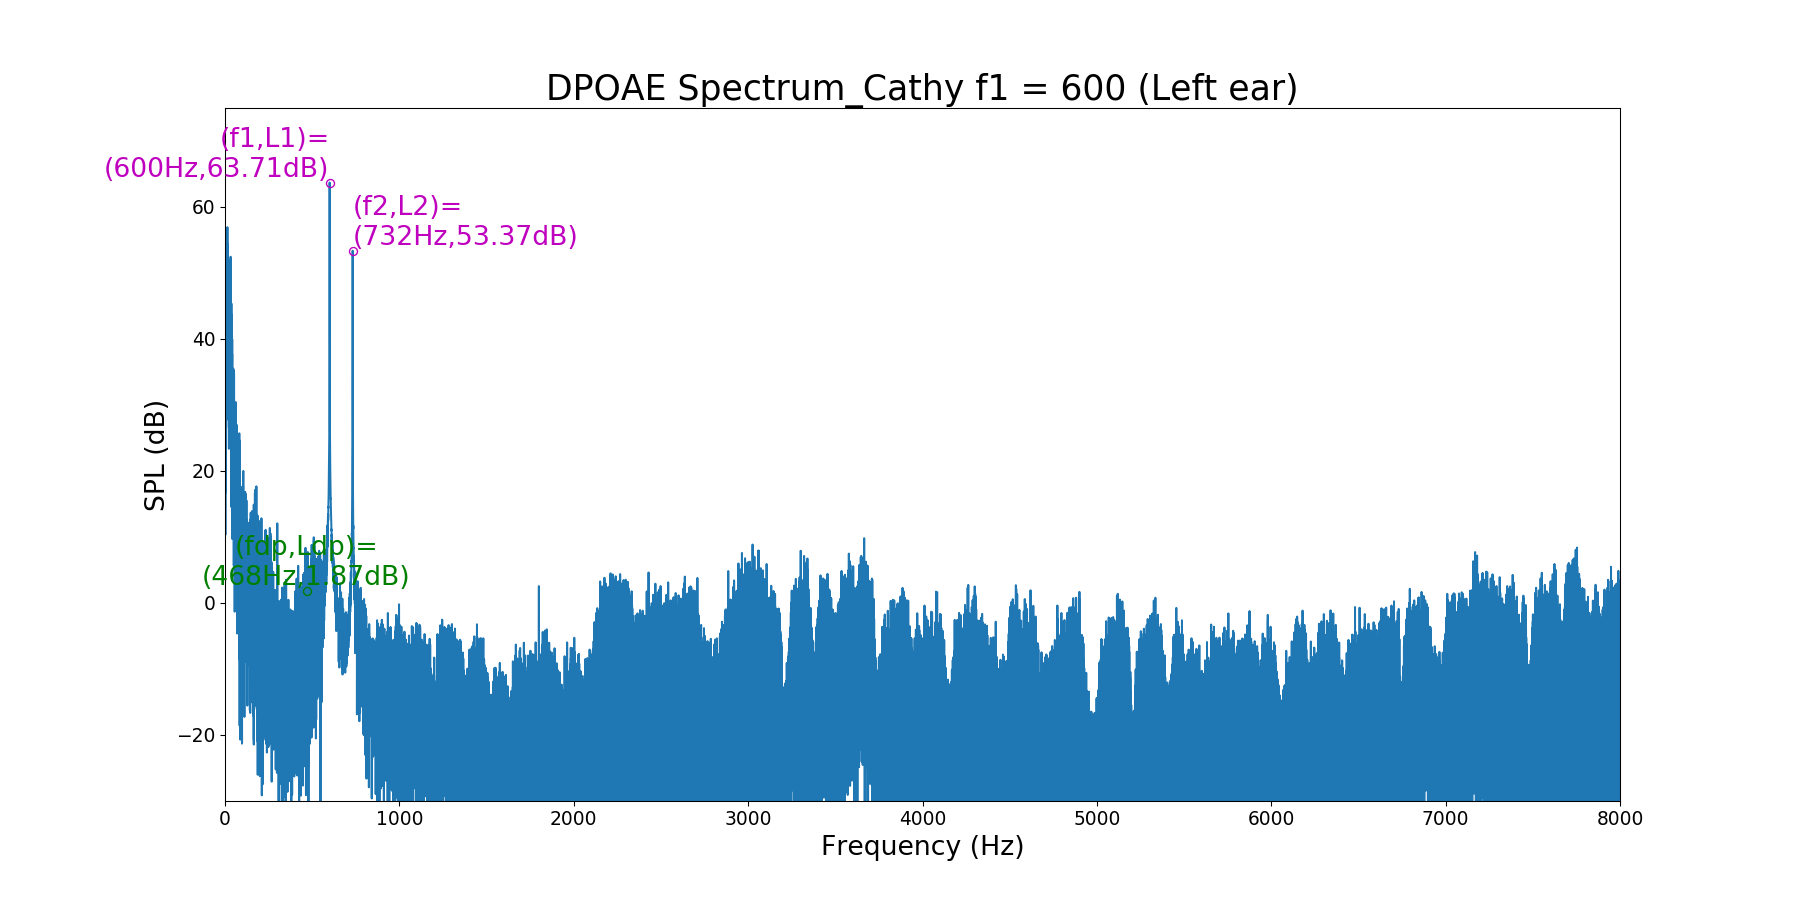 DPOAE Spectrum_Cathy f1 = 600 (Left ear)
(f1,L1)=
(600Hz,63.71dB)
(f2,L2)=
(732Hz,53.37dB)
(fdp,Ldp)=
(468Hz,1.87dB)
SPL (dB)
60
40
20
0
−20
0 1000 2000 3000 4000 5000 6000 7000 8000
Frequency (Hz)